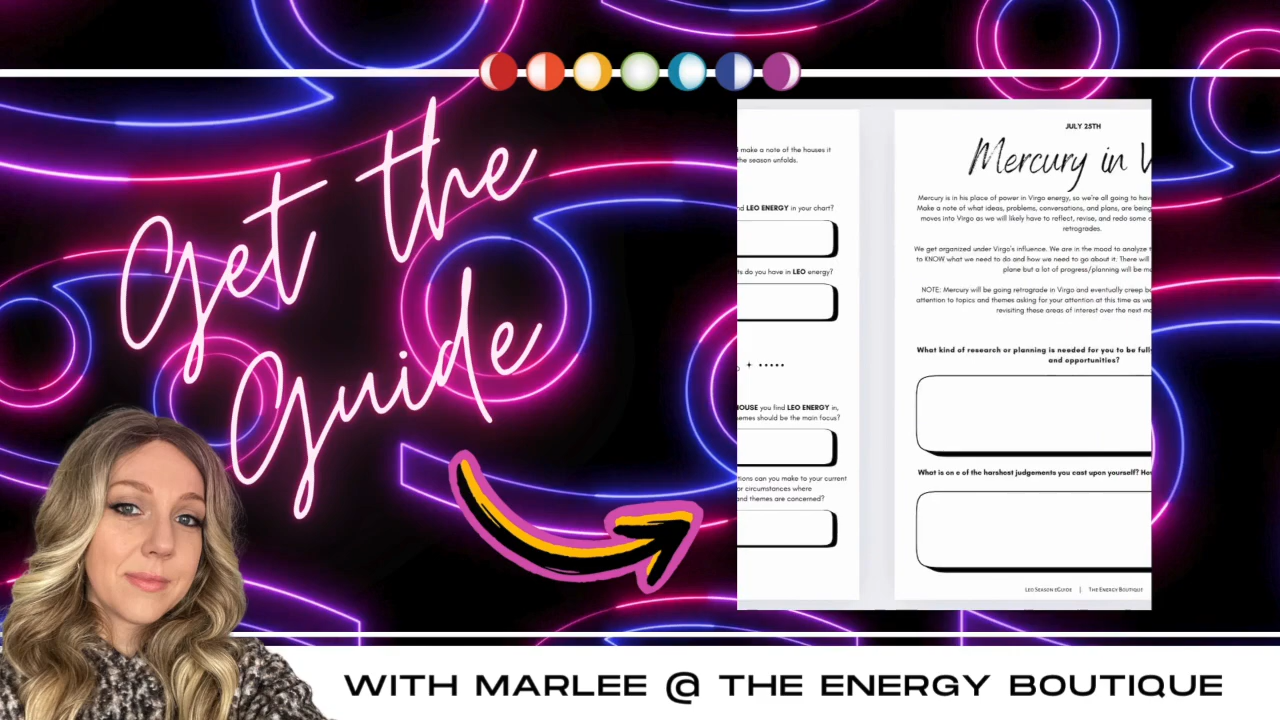 Get the
Guide
d make a note of the houses it
the season unfolds.
nd LEO ENERGY in your chart?
ts do you have in LEO energy?
HOUSE you find LEO ENERGY in,
emes should be the main focus?
tions can you make to your current
or circumstances where
and themes are concerned?
JULY 25TH
Mercury in V
Mercury is in his place of power in Virgo energy, so we're all going to hav
Make a note of what ideas, problems, conversations, and plans, are being
moves into Virgo as we will likely have to reflect, revise, and redo some o
retrogrades.
We get organized under Virgo's influence. We are in the mood to analyze t
to KNOW what we need to do and how we need to go about it. There will
plane but a lot of progress/planning will be mu
NOTE: Mercury will be going retrograde in Virgo and eventually creep b
attention to topics and themes asking for your attention at this time as we
revisiting these areas of interest over the next mo
What kind of research or planning is needed for you to be full
and opportunities?
What is on e of the harshest judgements you cast upon yourself? Ho
LEO SEASON EGUIDE | THE ENERGY BOUTIQUE
WITH MARLEE @ THE ENERGY BOUTIQUE